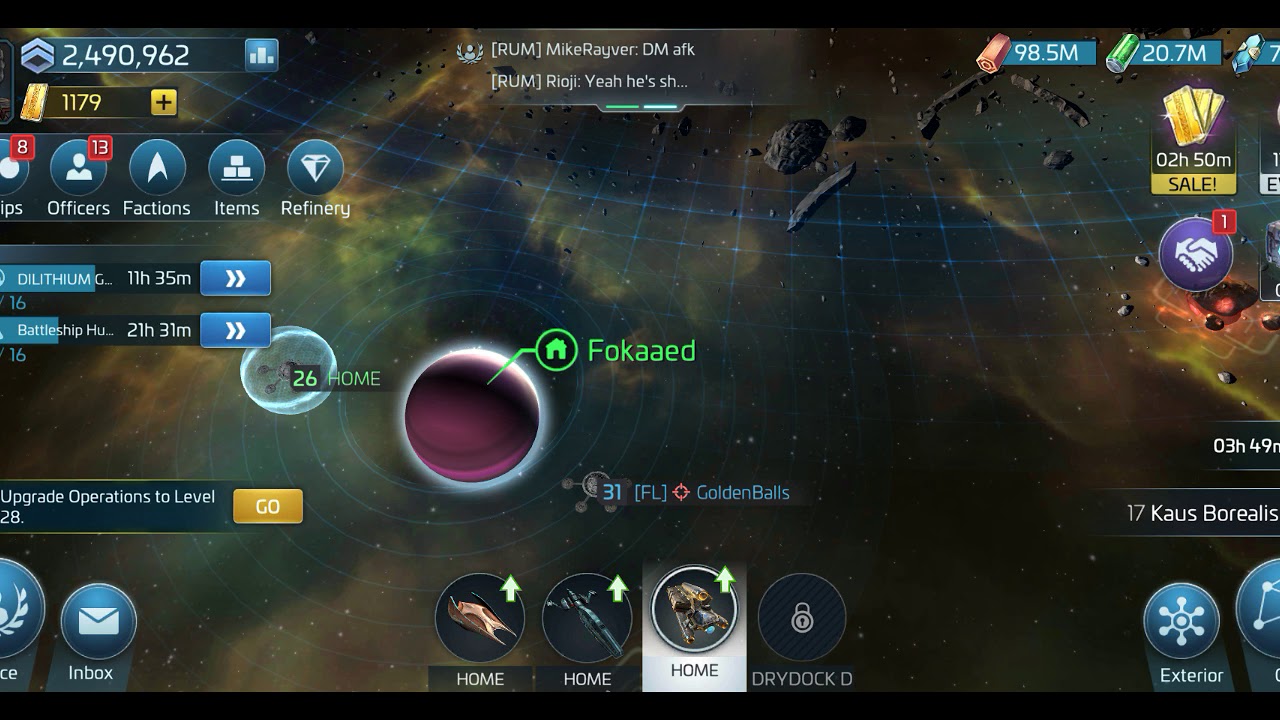 2,490,962
[RUM] MikeRayver: DM afk
[RUM] Rioji: Yeah he's sh...
98.5M
20.7M
7
1179
+
02h 50m
SALE!
8
13
ips
Officers
Factions
Items
Refinery
1
DILITHIUM G...
11h 35m
/ 16
Battleship Hu...
21h 31m
/ 16
Fokaaed
26 HOME
03h 49m
31 [FL] GoldenBalls
Upgrade Operations to Level
28.
GO
17 Kaus Borealis
ce
Inbox
HOME
HOME
HOME
DRYDOCK D
Exterior